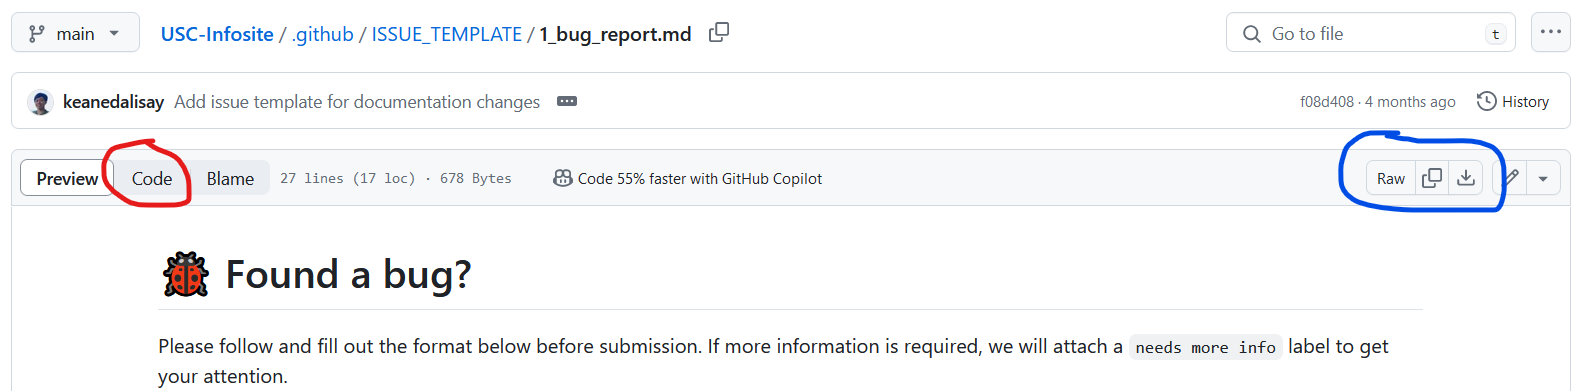 main USC-Infosite / .github / ISSUE_TEMPLATE / 1_bug_report.md Go to file t
keanedalisay Add issue template for documentation changes f08d408 · 4 months ago History
Preview Code Blame 27 lines (17 loc) · 678 Bytes Code 55% faster with GitHub Copilot Raw
🐞 Found a bug?
Please follow and fill out the format below before submission. If more information is required, we will attach a needs more info label to get
your attention.